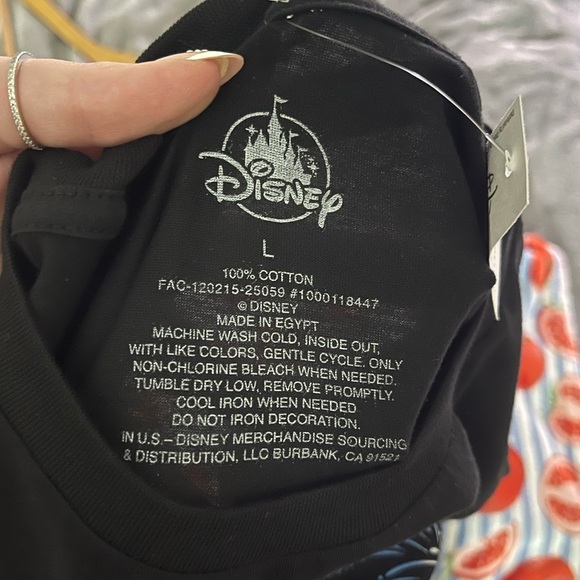 Disney
L
100% COTTON
FAC-120215-25059 #1000118447
© DISNEY
MADE IN EGYPT
MACHINE WASH COLD, INSIDE OUT,
WITH LIKE COLORS, GENTLE CYCLE. ONLY
NON-CHLORINE BLEACH WHEN NEEDED.
TUMBLE DRY LOW, REMOVE PROMPTLY.
COOL IRON WHEN NEEDED
DO NOT IRON DECORATION.
IN U.S.– DISNEY MERCHANDISE SOURCING
& DISTRIBUTION, LLC BURBANK, CA 91521